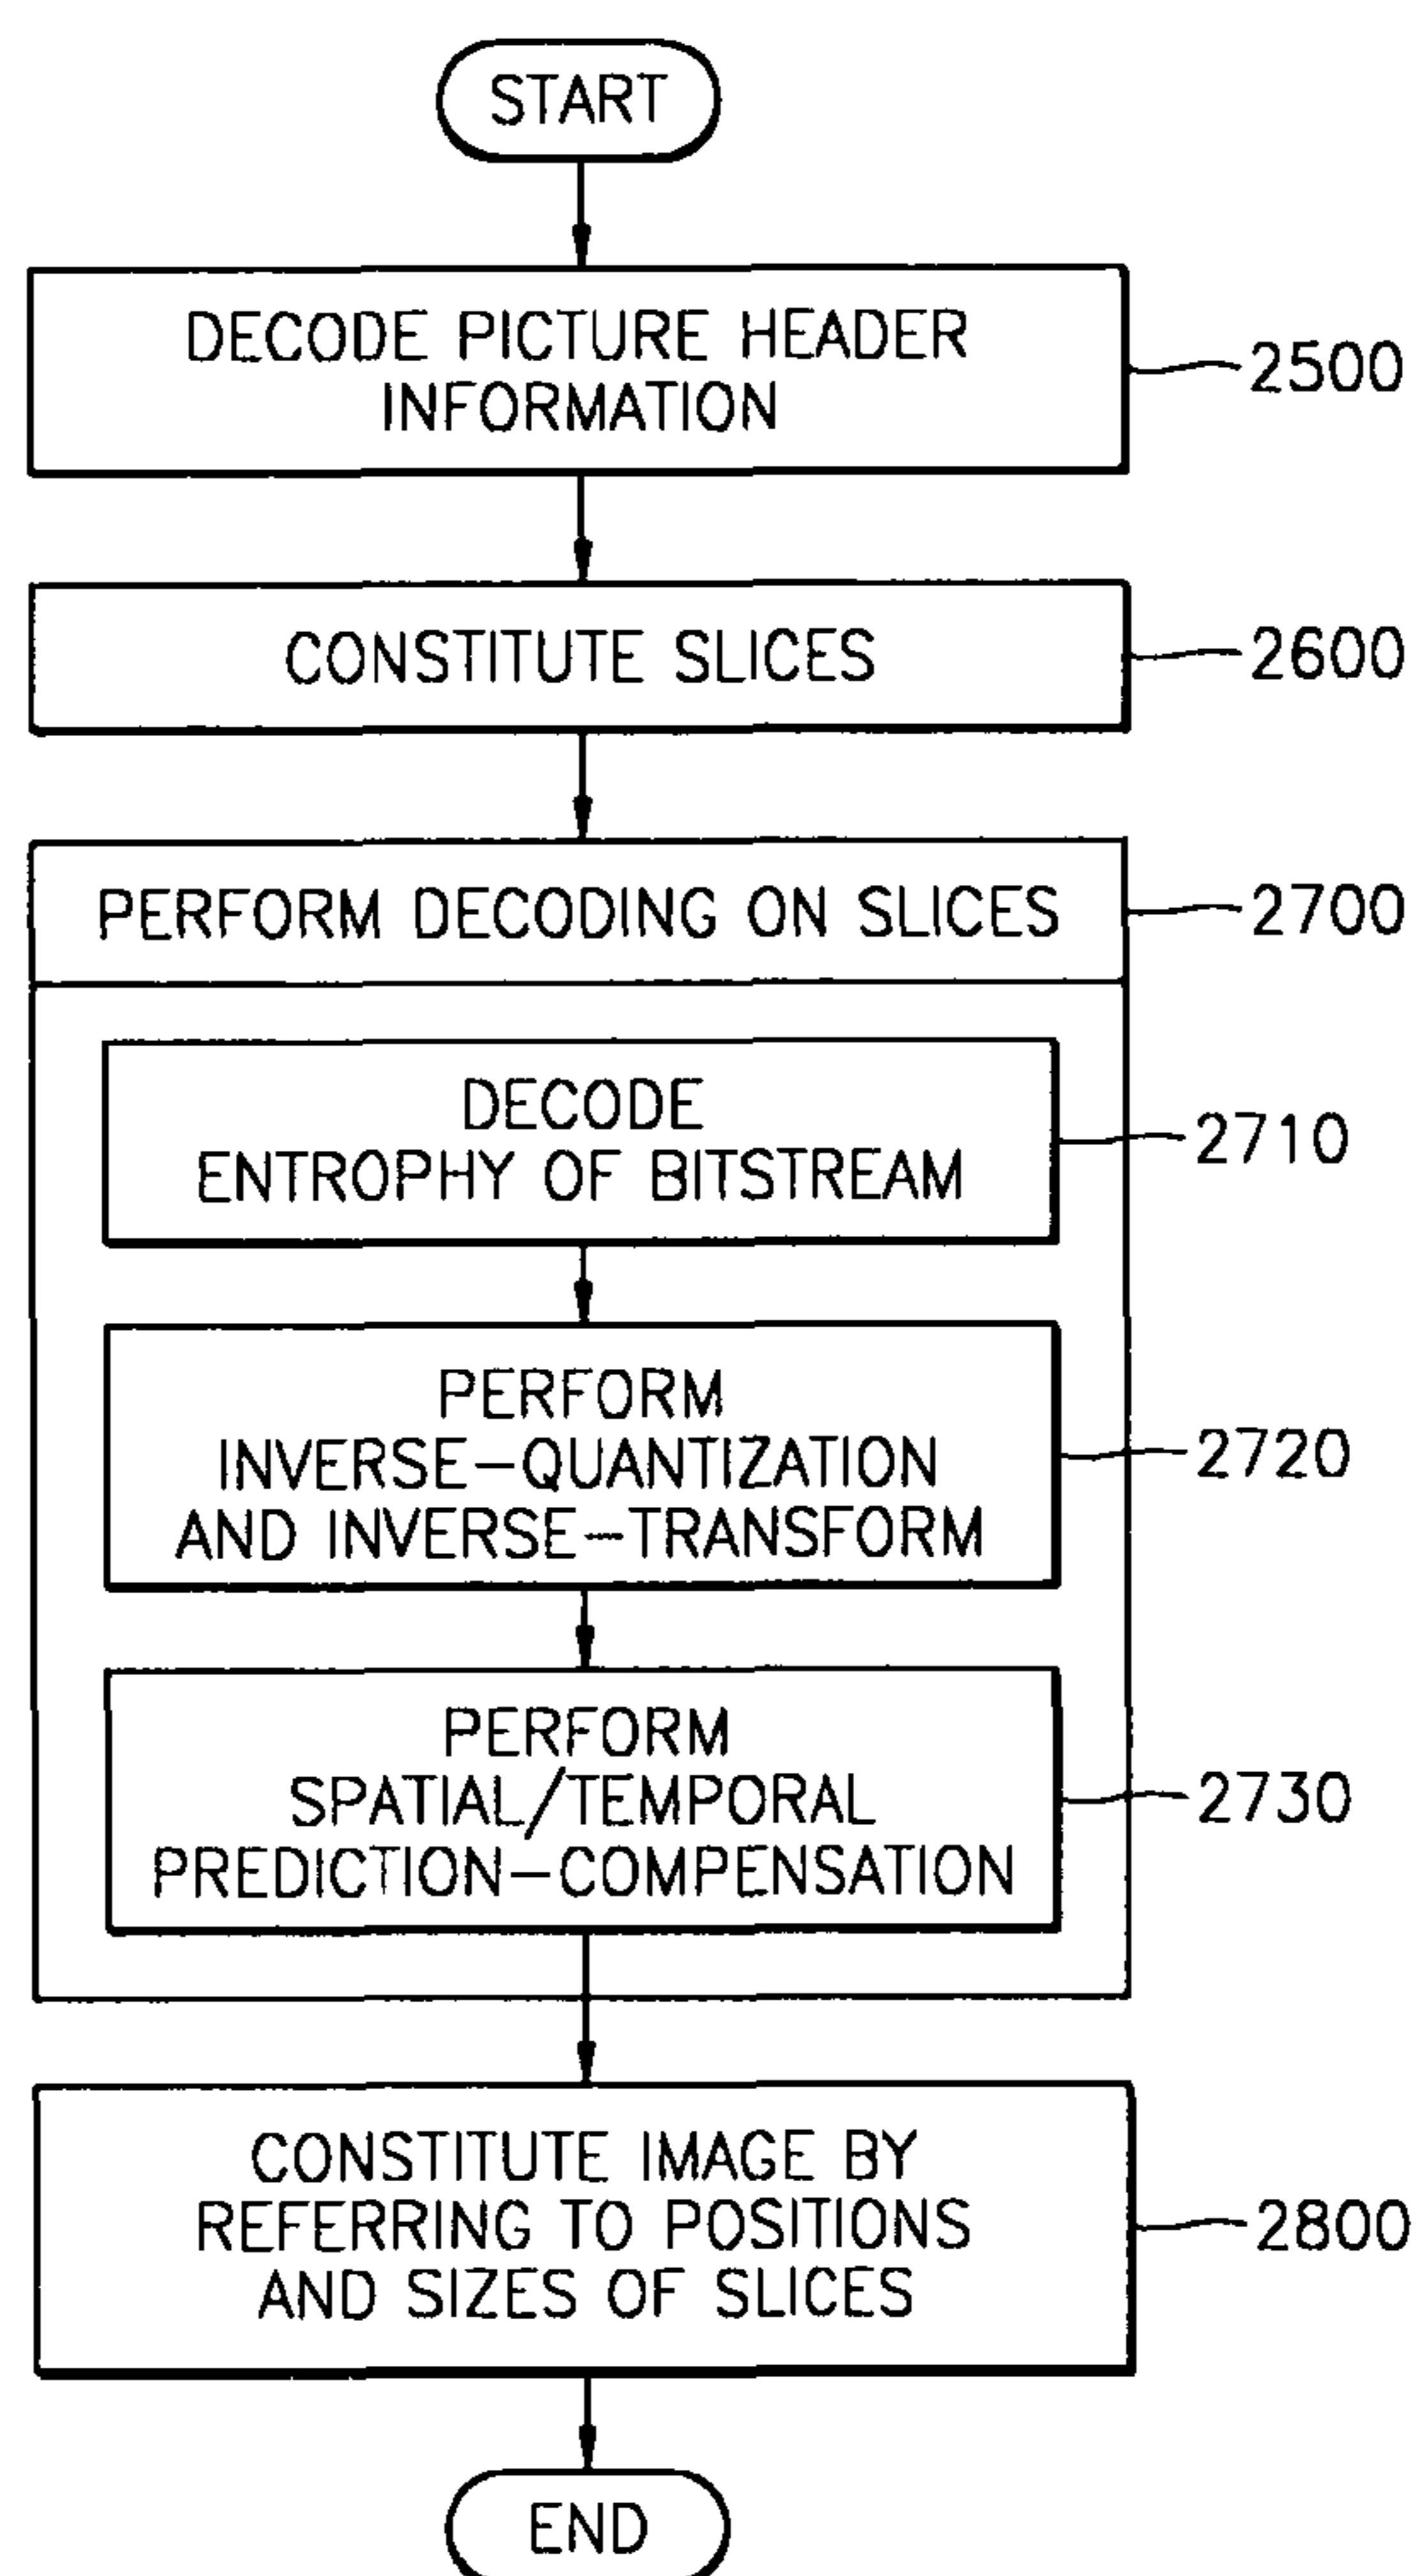 START
DECODE PICTURE HEADER
INFORMATION
2500
CONSTITUTE SLICES
2600
PERFORM DECODING ON SLICES
2700
DECODE
ENTROPHY OF BITSTREAM
2710
PERFORM
INVERSE-QUANTIZATION
AND INVERSE-TRANSFORM
2720
PERFORM
SPATIAL/TEMPORAL
PREDICTION-COMPENSATION
2730
CONSTITUTE IMAGE BY
REFERRING TO POSITIONS
AND SIZES OF SLICES
2800
END